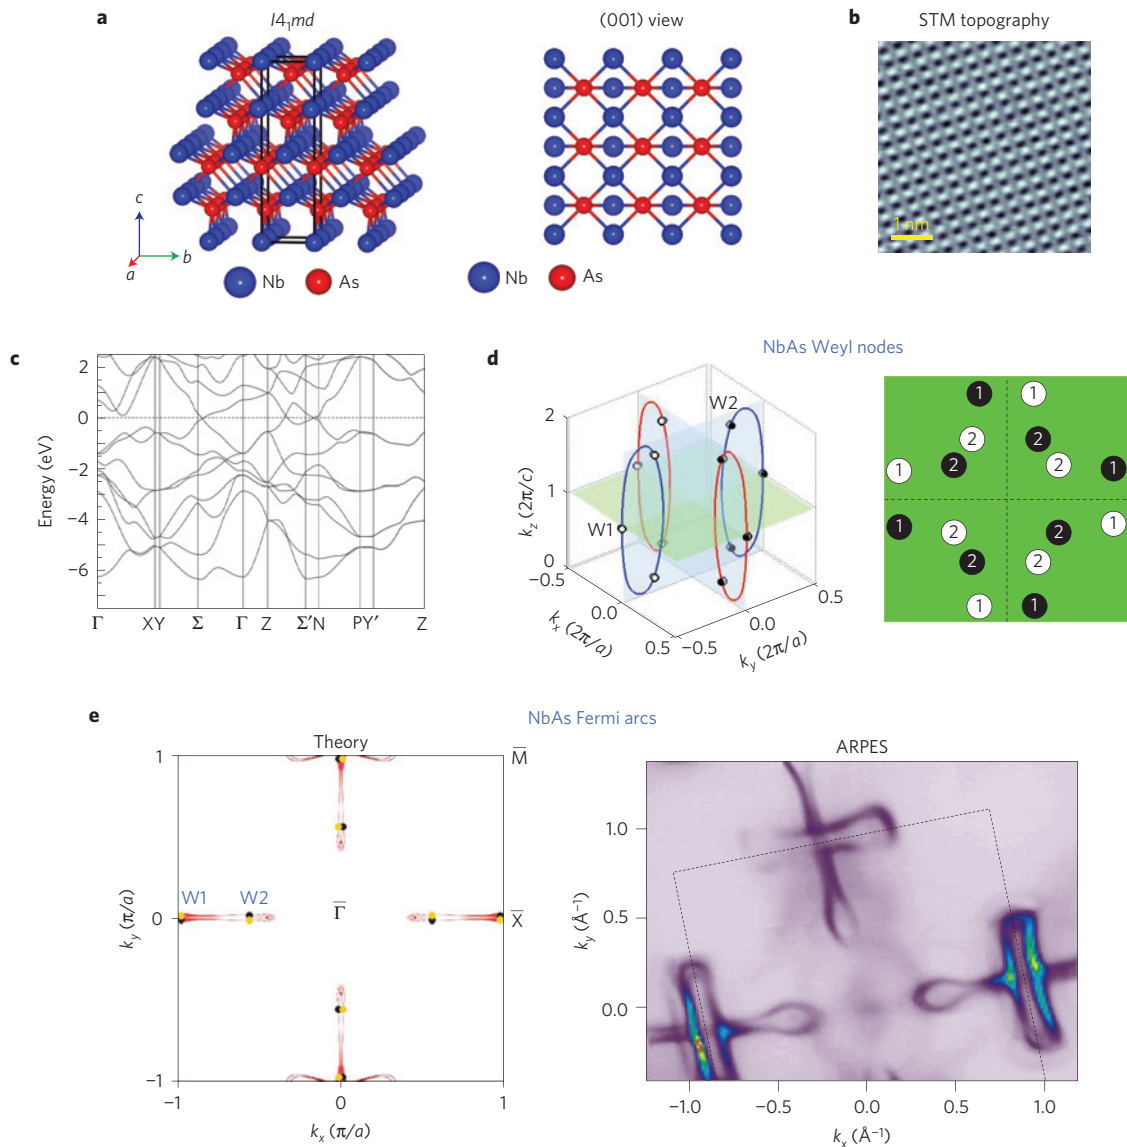 a
I4₁md
(001) view
b
STM topography
c
b
a
Nb
As
Nb
As
1 nm
c
Energy (eV)
2
0
−2
−4
−6
Γ
X
Y
Σ
Γ
Z
Σ′
N
P
Y′
Z
d
NbAs Weyl nodes
k_z (2π/c)
2
1
0
−0.5
0.0
0.5
k_x (2π/a)
−0.5
0.0
0.5
k_y (2π/a)
W2
W1
1
1
2
2
1
2
2
1
1
2
2
1
2
2
1
1
e
NbAs Fermi arcs
Theory
1
M̅
W1
W2
Γ̅
X̅
0
k_y (π/a)
−1
−1
0
1
k_x (π/a)
ARPES
1.0
0.5
0.0
k_y (Å⁻¹)
−1.0
−0.5
0.0
0.5
1.0
k_x (Å⁻¹)